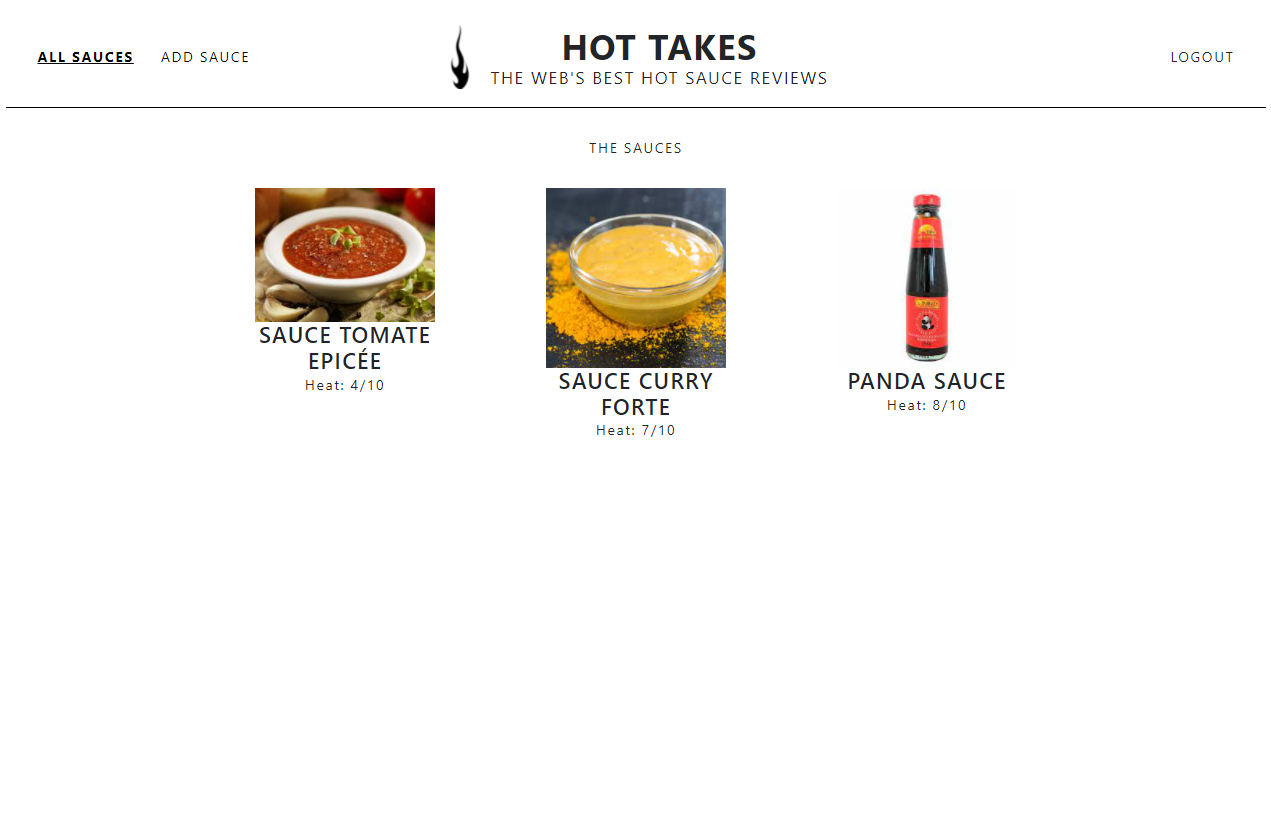 ALL SAUCES
ADD SAUCE
HOT TAKES
THE WEB'S BEST HOT SAUCE REVIEWS
LOGOUT
THE SAUCES
SAUCE TOMATE
EPICÉE
Heat: 4/10
SAUCE CURRY
FORTE
Heat: 7/10
PANDA SAUCE
Heat: 8/10